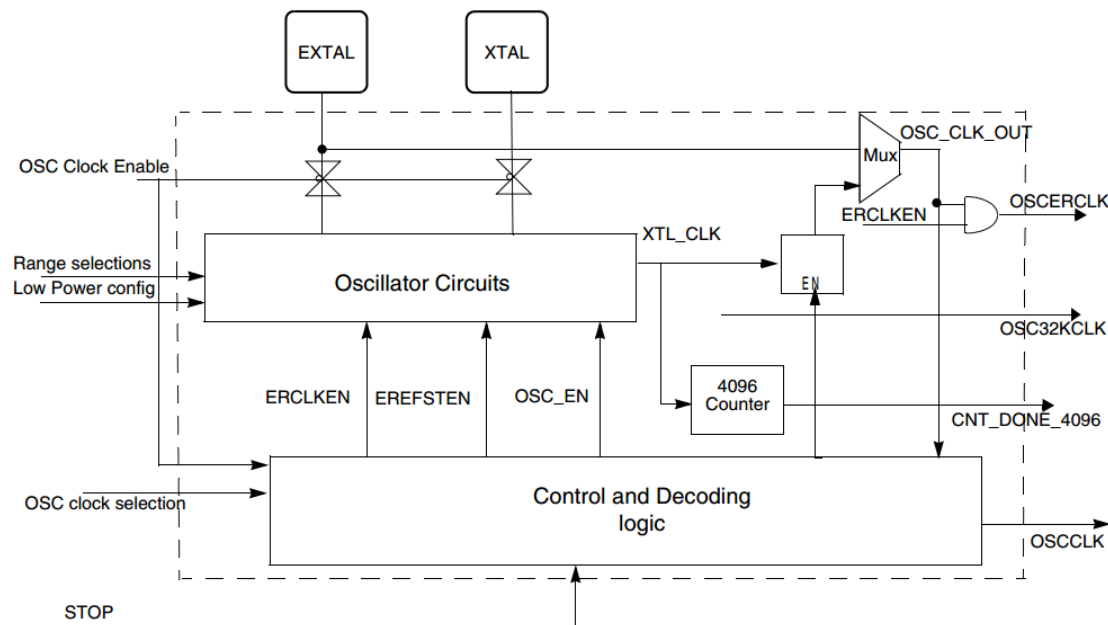 EXTAL
XTAL
OSC_CLK_OUT
Mux
OSC Clock Enable
ERCLKEN
OSCERCLK
XTL_CLK
Range selections
Low Power config
Oscillator Circuits
EN
OSC32KCLK
ERCLKEN
EREFSTEN
OSC_EN
4096
Counter
CNT_DONE_4096
OSC clock selection
Control and Decoding
logic
OSCCLK
STOP